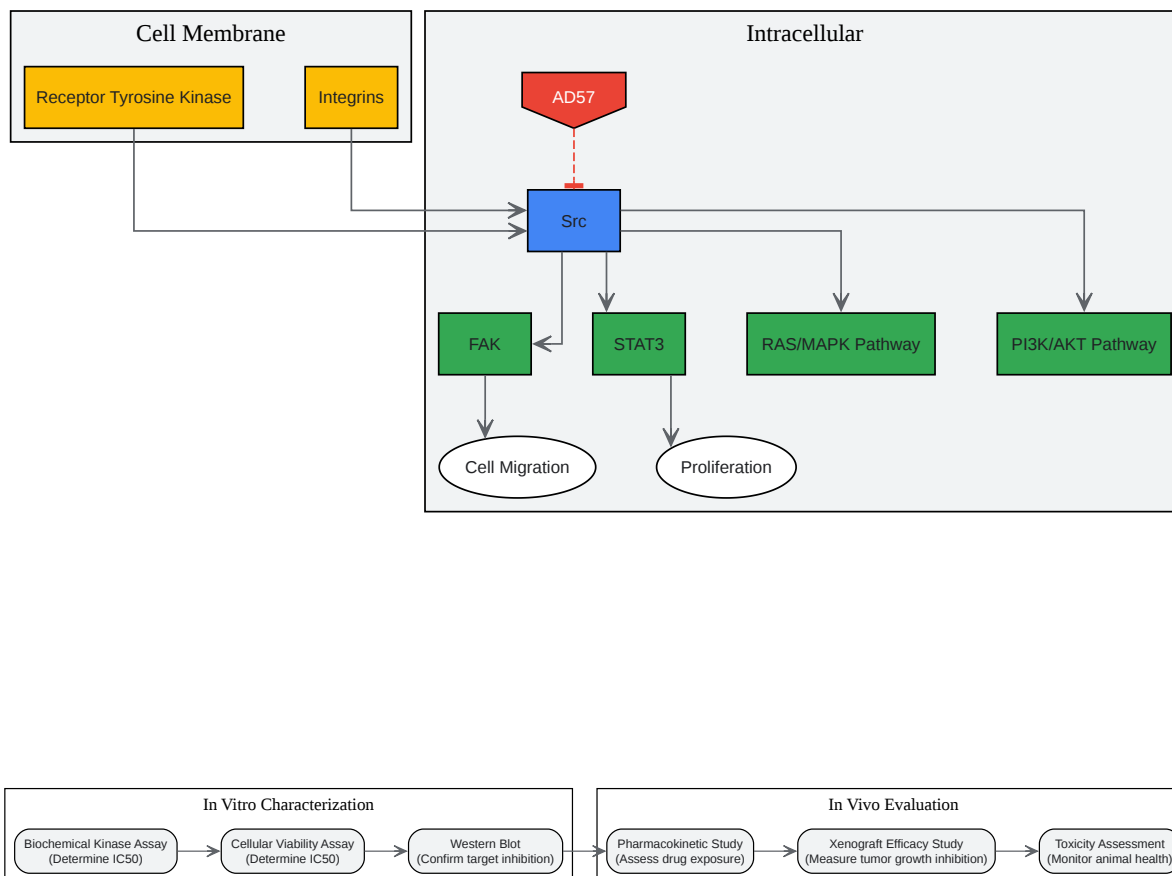 Cell Membrane
Intracellular
Receptor Tyrosine Kinase
Integrins
AD57
Src
FAK
STAT3
RAS/MAPK Pathway
PI3K/AKT Pathway
Cell Migration
Proliferation
In Vitro Characterization
In Vivo Evaluation
Biochemical Kinase Assay
(Determine IC50)
Cellular Viability Assay
(Determine IC50)
Western Blot
(Confirm target inhibition)
Pharmacokinetic Study
(Assess drug exposure)
Xenograft Efficacy Study
(Measure tumor growth inhibition)
Toxicity Assessment
(Monitor animal health)